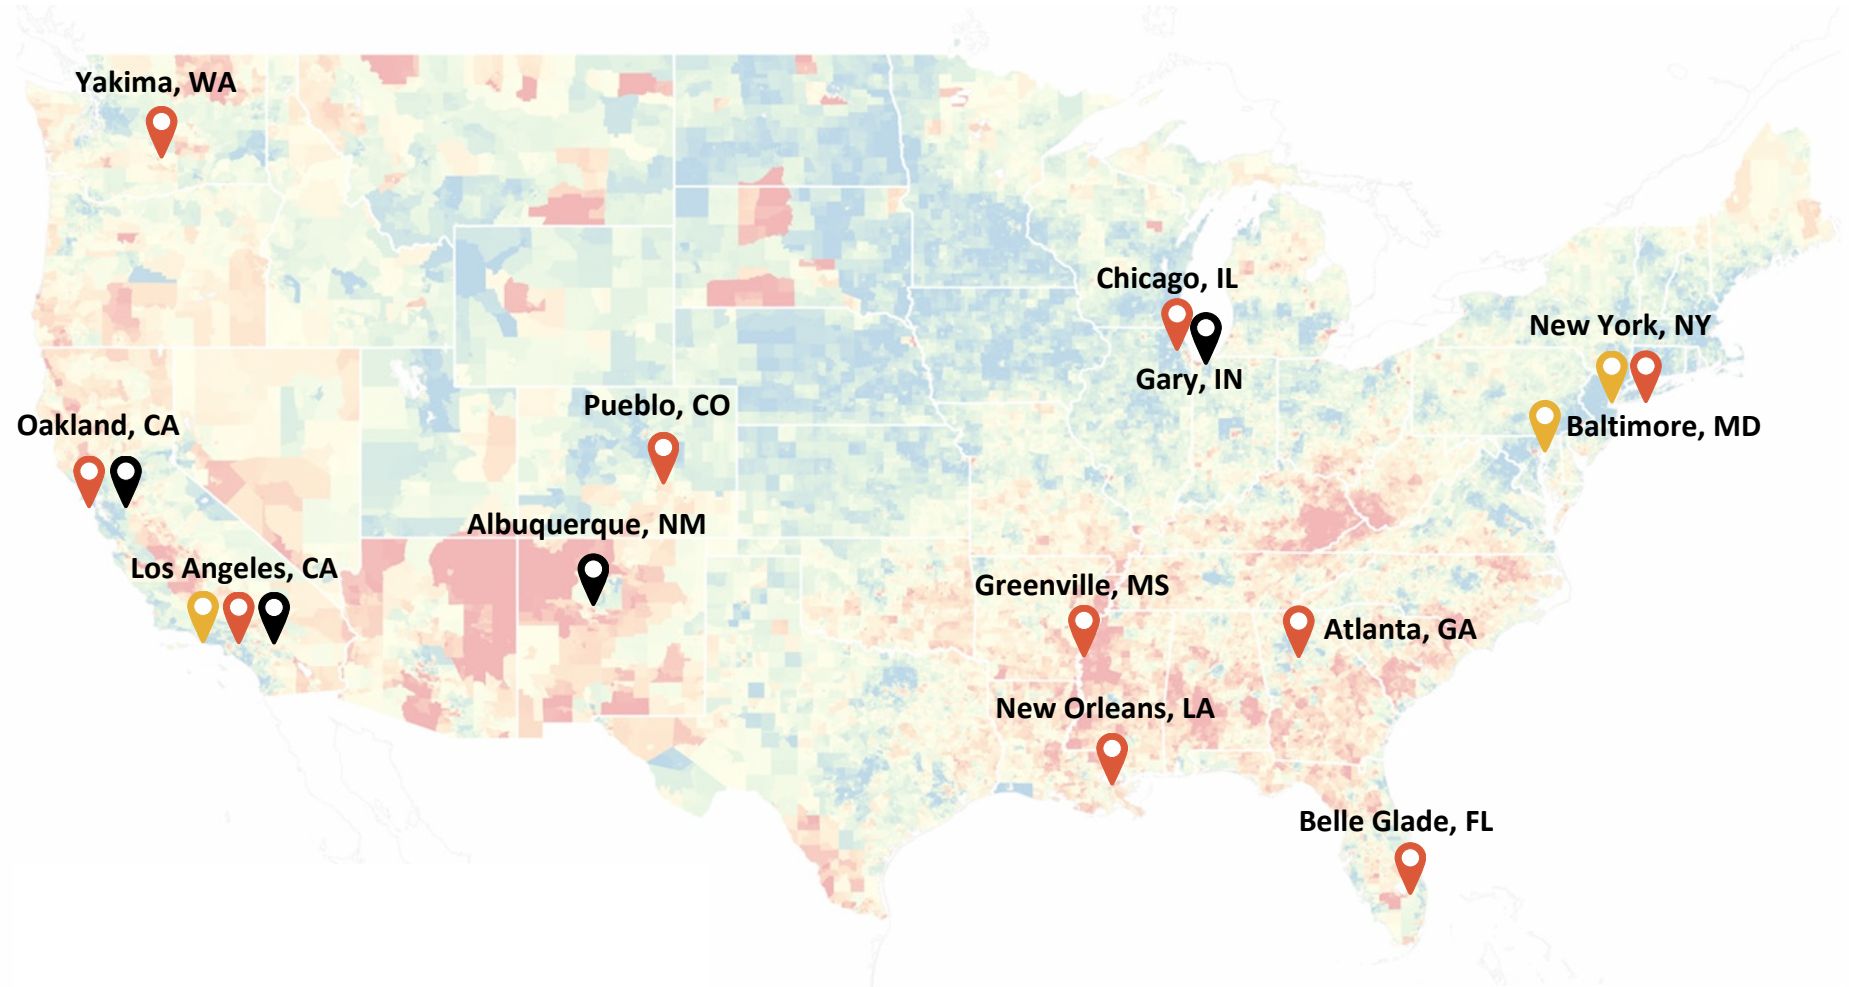 Yakima, WA
Chicago, IL
New York, NY
Gary, IN
Pueblo, CO
Oakland, CA
Baltimore, MD
Albuquerque, NM
Los Angeles, CA
Greenville, MS
Atlanta, GA
New Orleans, LA
Belle Glade, FL